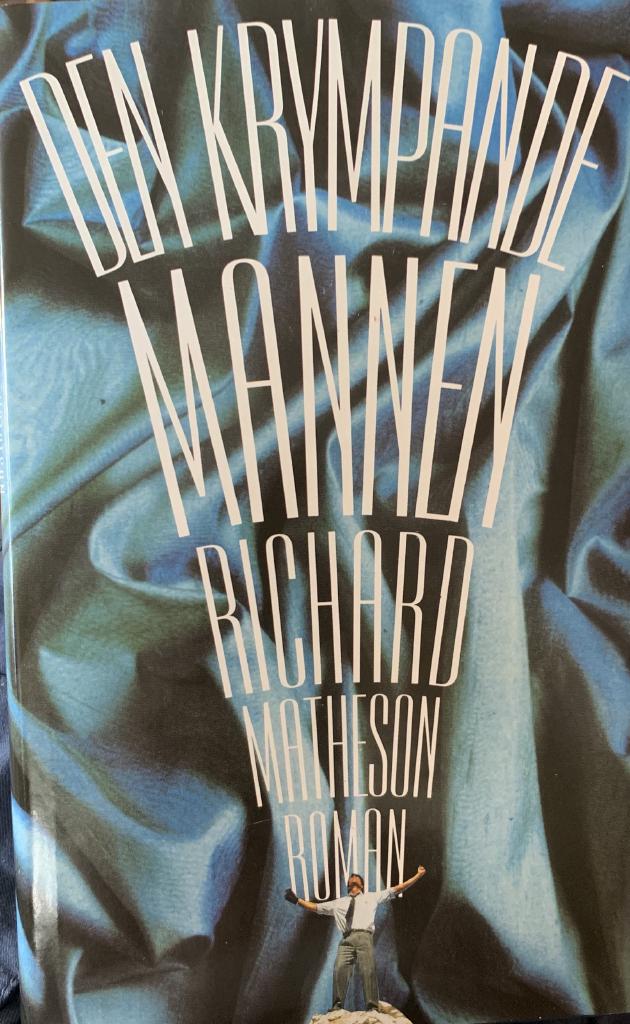 DEN KRYMPANDE
MANNEN
RICHARD
MATHESON
ROMAN